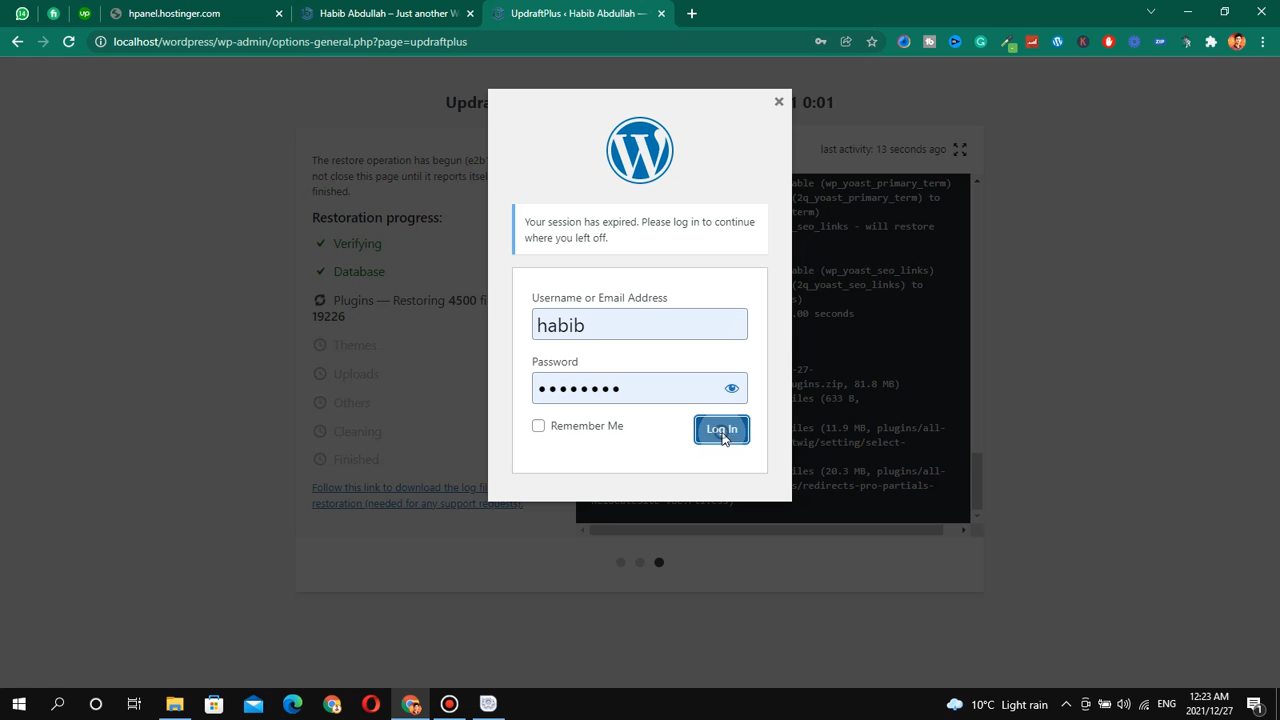 hpanel.hostinger.com
Habib Abdullah – Just another W
UpdraftPlus ‹ Habib Abdullah —
localhost/wordpress/wp-admin/options-general.php?page=updraftplus
Updra
1 0:01
The restore operation has begun (e2b
not close this page until it reports itse
finished.
Restoration progress:
Verifying
Database
Plugins — Restoring 4500 fi
19226
Themes
Uploads
Others
Cleaning
Finished
Follow this link to download the log fil
restoration (needed for any support requests).
Your session has expired. Please log in to continue
where you left off.
Username or Email Address
habib
Password
Remember Me
Log In
last activity: 13 seconds ago
able (wp_yoast_primary_term)
(2q_yoast_primary_term) to
term)
_seo_links - will restore
able (wp_yoast_seo_links)
(2q_yoast_seo_links) to
s)
.00 seconds
-27-
ugins.zip, 81.8 MB)
iles (633 B,
iles (11.9 MB, plugins/all-
twig/setting/select-
iles (20.3 MB, plugins/all-
s/redirects-pro-partials-
10°C Light rain
ENG
12:23 AM
2021/12/27